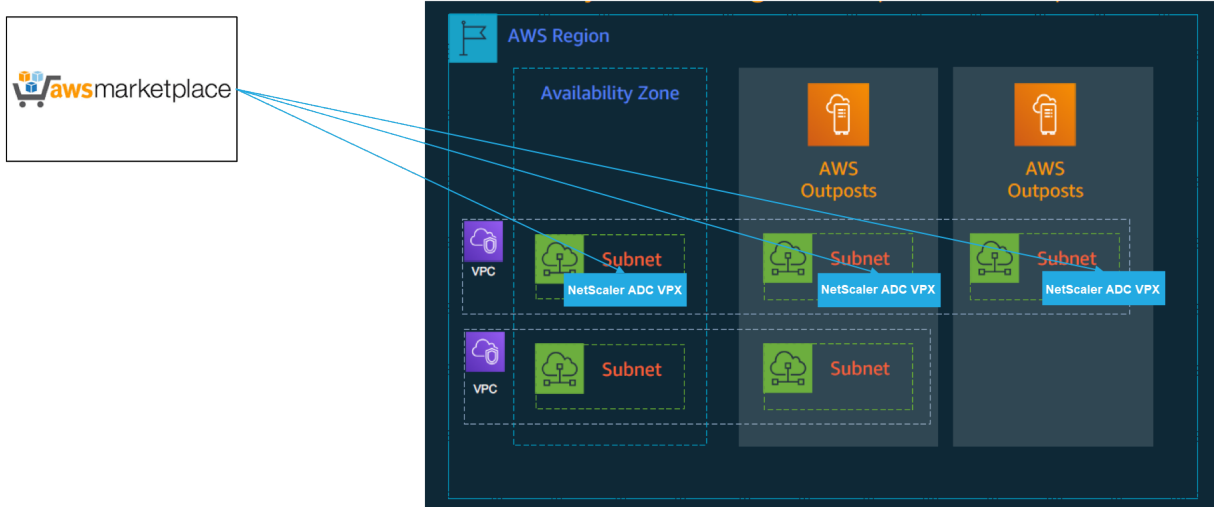 awsmarketplace
AWS Region
Availability Zone
AWS
Outposts
AWS
Outposts
VPC
Subnet
NetScaler ADC VPX
Subnet
NetScaler ADC VPX
Subnet
NetScaler ADC VPX
VPC
Subnet
Subnet